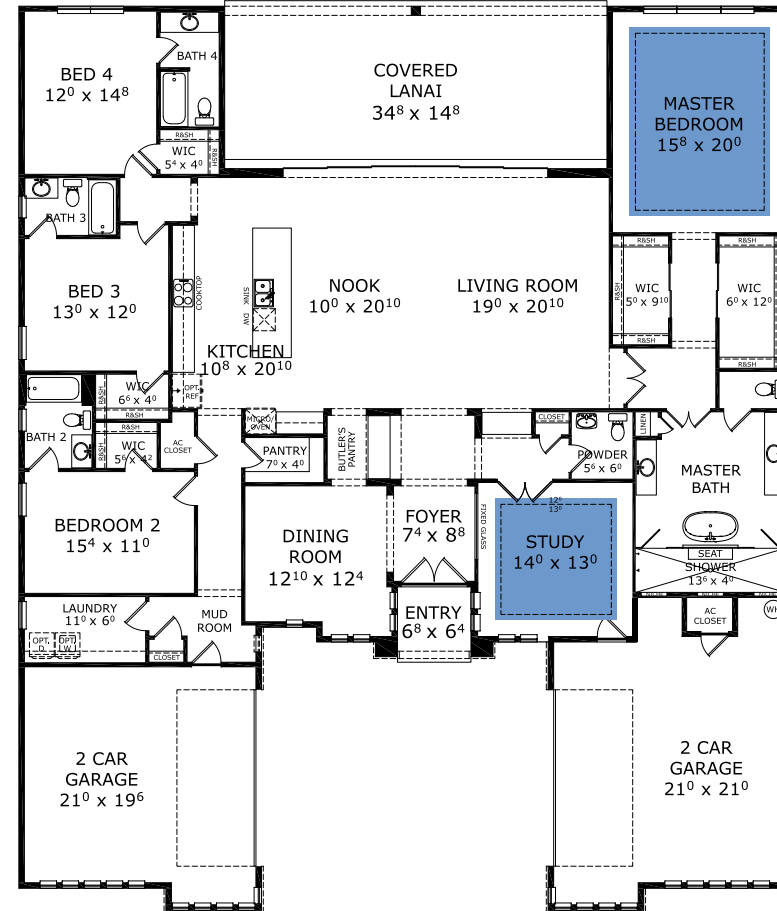 BED 4
12⁰ x 14⁸
BATH 4
R&SH
WIC
5⁴ x 4⁰
R&SH
COVERED
LANAI
34⁸ x 14⁸
MASTER
BEDROOM
15⁸ x 20⁰
BATH 3
BED 3
13⁰ x 12⁰
COOKTOP
SINK
DW
NOOK
10⁰ x 20¹⁰
LIVING ROOM
19⁰ x 20¹⁰
KITCHEN
10⁸ x 20¹⁰
R&SH
R&SH
WIC
5⁰ x 9¹⁰
R&SH
R&SH
WIC
6⁰ x 12⁰
R&SH
WIC
6⁶ x 4⁰
R&SH
R&SH
OPT.
REF
R&SH
R&SH
WIC
5⁶ x 4²
BATH 2
AC
CLOSET
MICRO/
OVEN
PANTRY
7⁰ x 4⁰
BUTLER'S
PANTRY
CLOSET
POWDER
5⁶ x 6⁰
LINEN
MASTER
BATH
BEDROOM 2
15⁴ x 11⁰
DINING
ROOM
12¹⁰ x 12⁴
FOYER
7⁴ x 8⁸
FIXED GLASS
12⁰
13⁰
STUDY
14⁰ x 13⁰
SEAT
SHOWER
13⁶ x 4⁰
LAUNDRY
11⁰ x 6⁰
OPT.
D
OPT.
W
MUD
ROOM
CLOSET
ENTRY
6⁸ x 6⁴
AC
CLOSET
WH
2 CAR
GARAGE
21⁰ x 19⁶
2 CAR
GARAGE
21⁰ x 21⁰